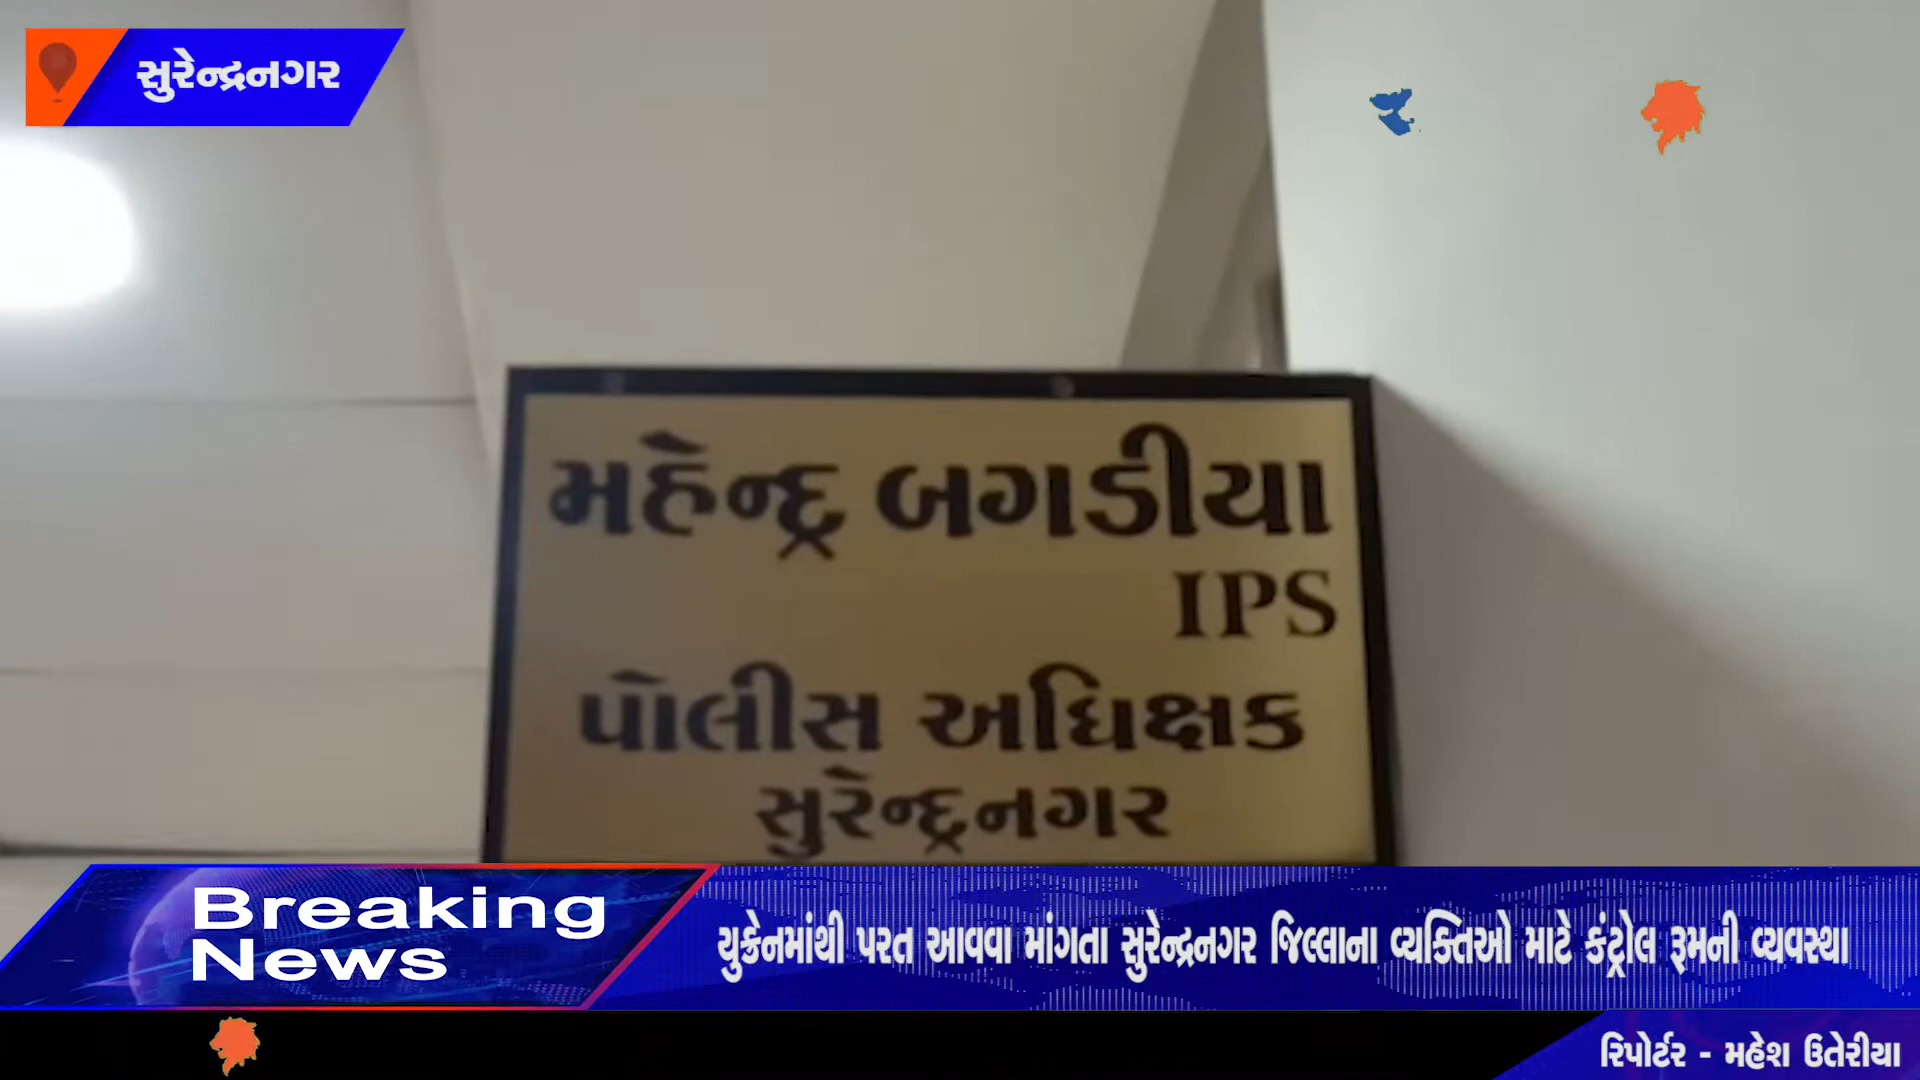 સુરેન્દ્રનગર
મહેન્દ્ર બગડીયા
IPS
પોલીસ અધિક્ષક
સુરેન્દ્રનગર
Breaking
News
યુક્રેનમાંથી પરત આવવા માંગતા સુરેન્દ્રનગર જિલ્લાના વ્યક્તિઓ માટે કંટ્રોલ રૂમની વ્યવસ્થા
રિપોર્ટર - મહેશ ઉતેરીયા